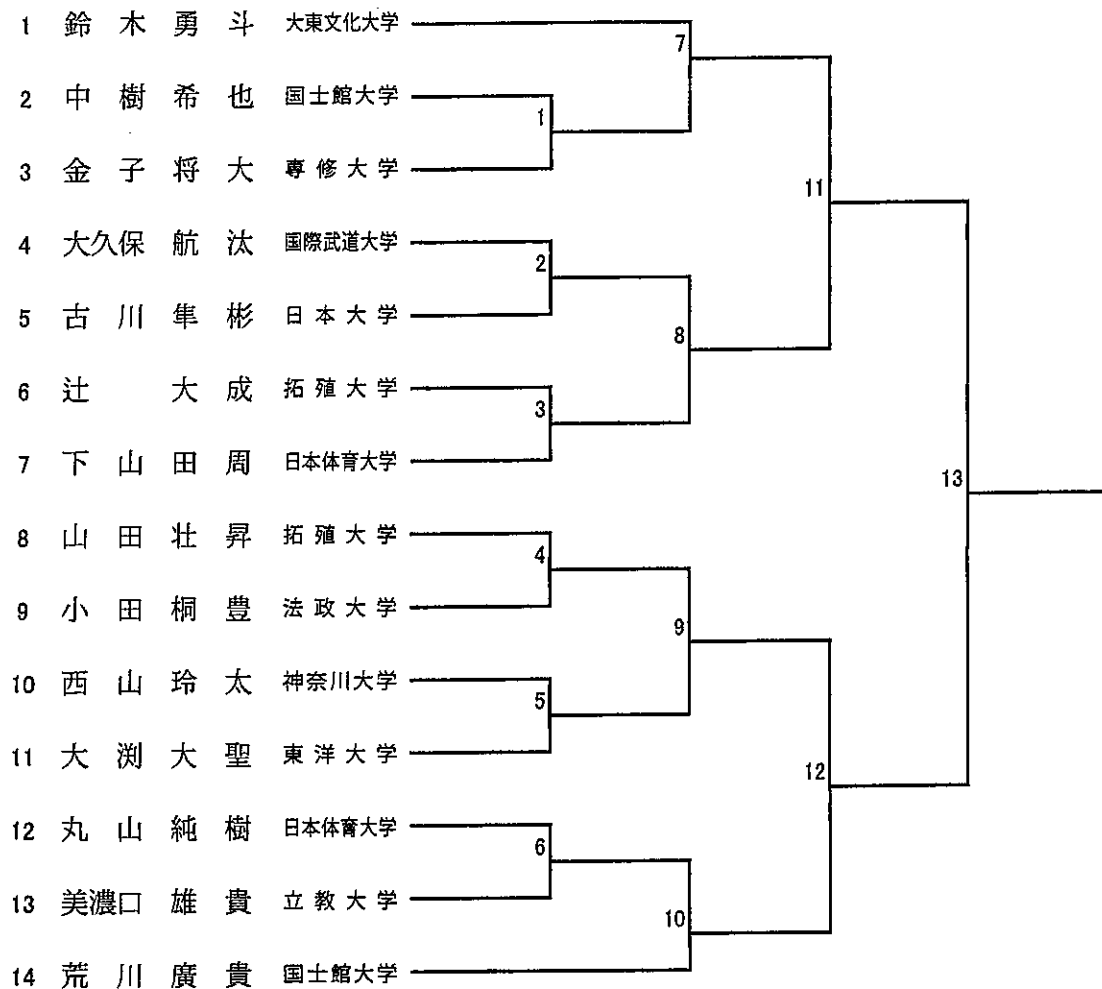 1 鈴木勇斗 大東文化大学
2 中樹希也 国士館大学
3 金子将大 専修大学
4 大久保航汰 国際武道大学
5 古川隼彬 日本大学
6 辻 大成 拓殖大学
7 下山田周 日本体育大学
8 山田壮昇 拓殖大学
9 小田桐豊 法政大学
10 西山玲太 神奈川大学
11 大渕大聖 東洋大学
12 丸山純樹 日本体育大学
13 美濃口雄貴 立教大学
14 荒川廣貴 国士館大学
1
2
3
4
5
6
7
8
9
10
11
12
13